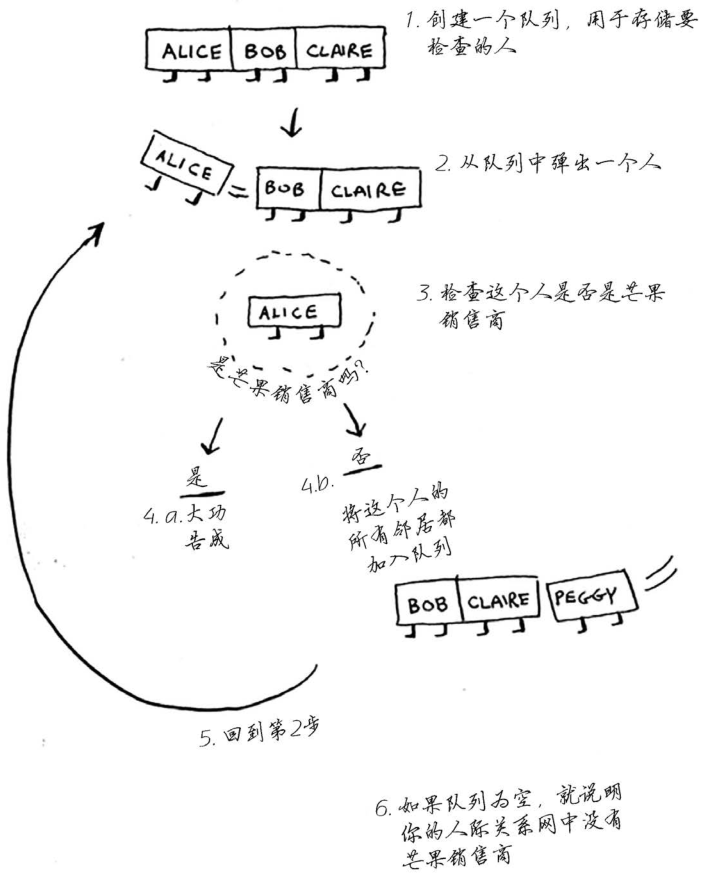 ALICE BOB CLAIRE
1. 创建一个队列，用于存储要
检查的人
ALICE
BOB CLAIRE
2. 从队列中弹出一个人
ALICE
3. 检查这个人是否是芒果
销售商
是芒果销售商吗？
是
4.a. 大功
告成
否
4.b.
将这个人的
所有邻居都
加入队列
BOB CLAIRE PEGGY
5. 回到第2步
6. 如果队列为空，就说明
你的人际关系网中没有
芒果销售商